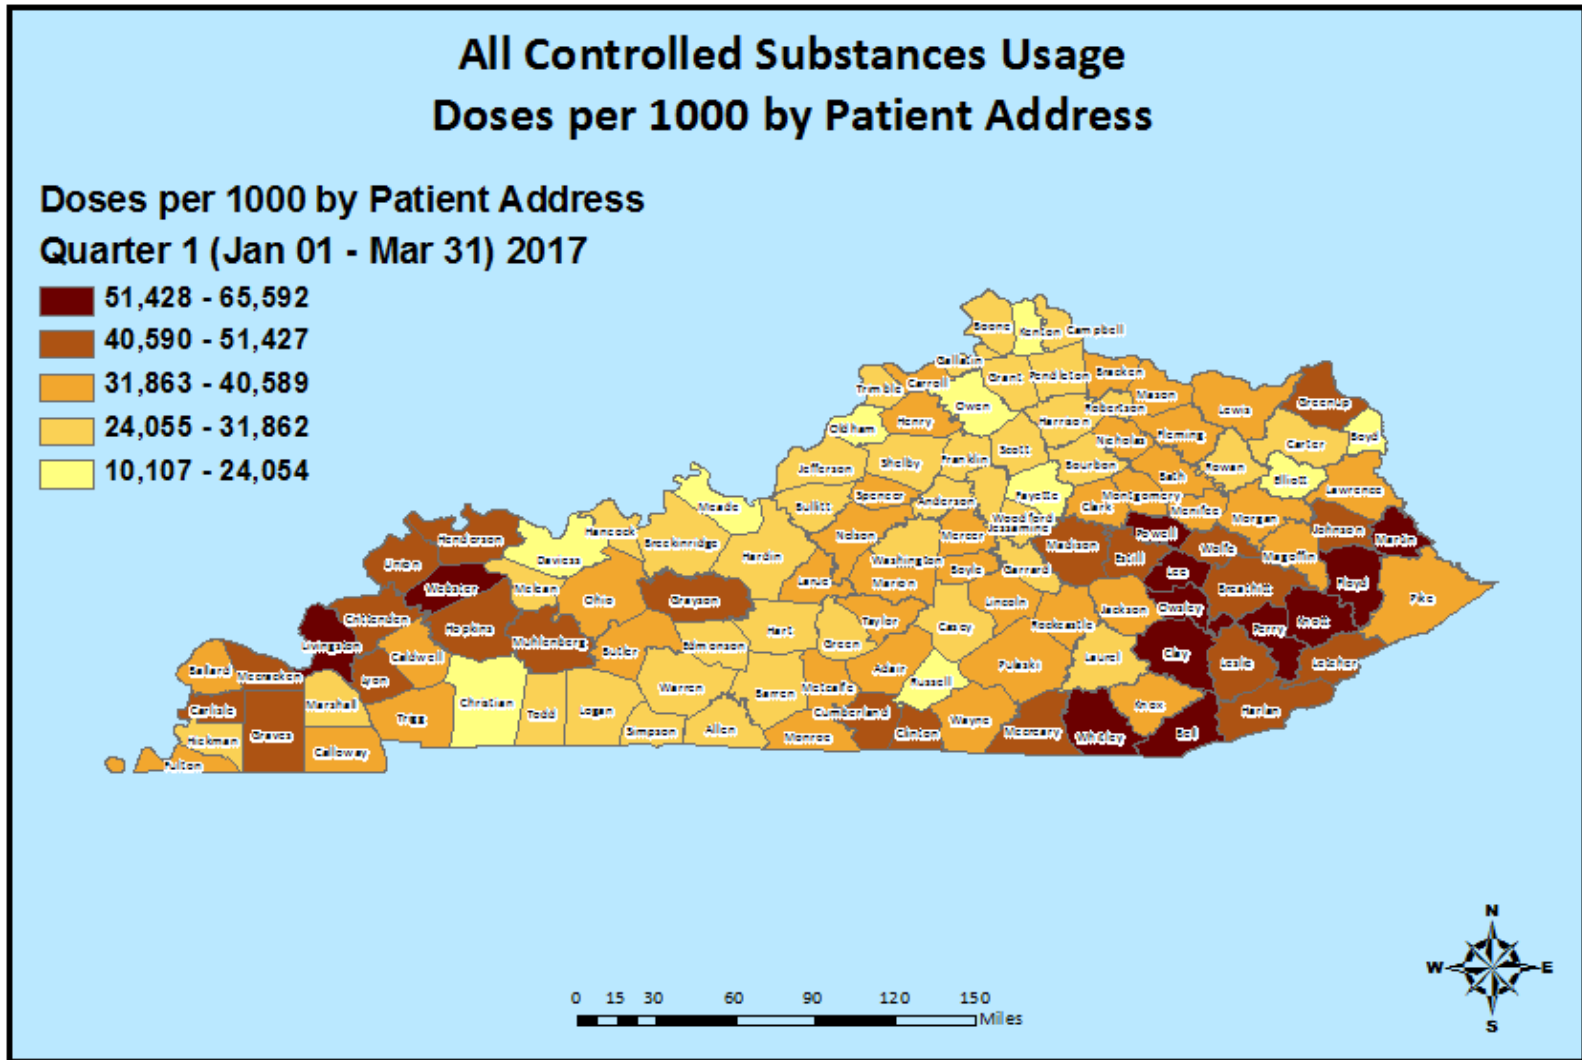 All Controlled Substances Usage
Doses per 1000 by Patient Address
Doses per 1000 by Patient Address
Quarter 1 (Jan 01 - Mar 31) 2017
51,428 - 65,592
40,590 - 51,427
31,863 - 40,589
24,055 - 31,862
10,107 - 24,054
Boone
Kenton
Campbell
Gallatin
Grant
Pendleton
Bracken
Trimble
Carroll
Mason
Owen
Robertson
Lewis
Greenup
Oldham
Henry
Harrison
Nicholas
Fleming
Carter
Boyd
Jefferson
Shelby
Franklin
Scott
Bourbon
Bath
Rowan
Elliott
Meade
Bullitt
Spencer
Anderson
Fayette
Clark
Montgomery
Menifee
Lawrence
Woodford
Jessamine
Morgan
Hancock
Henderson
Daviess
Breckinridge
Hardin
Nelson
Washington
Mercer
Madison
Powell
Johnson
Martin
Estill
Wolfe
Magoffin
Union
Webster
Mclean
Ohio
Grayson
Larue
Marion
Boyle
Garrard
Lee
Breathitt
Floyd
Pike
Crittenden
Hopkins
Muhlenberg
Hart
Green
Taylor
Casey
Lincoln
Rockcastle
Jackson
Owsley
Perry
Knott
Livingston
Caldwell
Butler
Edmonson
Adair
Pulaski
Laurel
Clay
Leslie
Letcher
Ballard
Mccracken
Lyon
Christian
Warren
Barren
Metcalfe
Russell
Knox
Harlan
Carlisle
Marshall
Trigg
Todd
Logan
Simpson
Allen
Monroe
Cumberland
Clinton
Wayne
Mccreary
Whitley
Bell
Hickman
Graves
Calloway
Fulton
0 15 30 60 90 120 150
Miles
N
W E
S